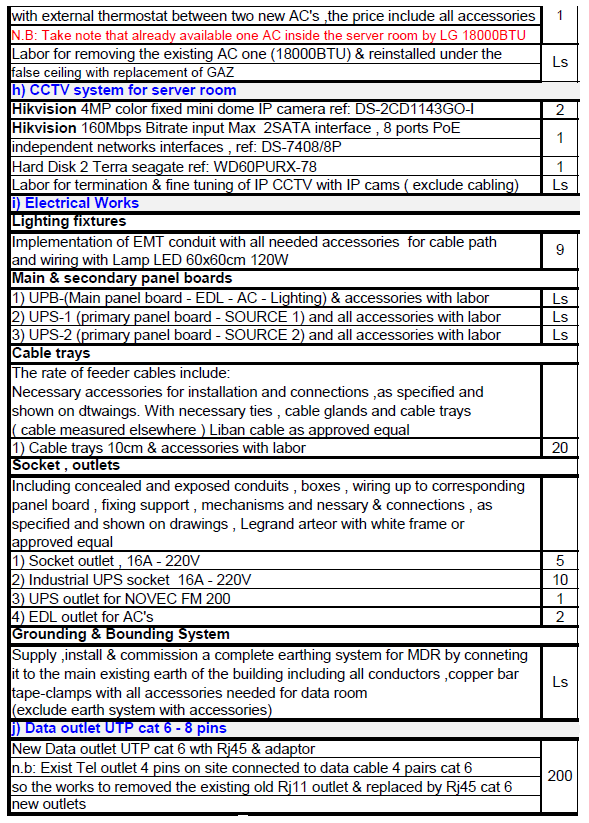 with external thermostat between two new AC's ,the price include all accessories 1
N.B: Take note that already available one AC inside the server room by LG 18000BTU
Labor for removing the existing AC one (18000BTU) & reinstalled under the
false ceiling with replacement of GAZ
Ls
h) CCTV system for server room
Hikvision 4MP color fixed mini dome IP camera ref: DS-2CD1143GO-I 2
Hikvision 160Mbps Bitrate input Max 2SATA interface , 8 ports PoE
independent networks interfaces , ref: DS-7408/8P
1
Hard Disk 2 Terra seagate ref: WD60PURX-78 1
Labor for termination & fine tuning of IP CCTV with IP cams ( exclude cabling) Ls
i) Electrical Works
Lighting fixtures
Implementation of EMT conduit with all needed accessories for cable path
and wiring with Lamp LED 60x60cm 120W
9
Main & secondary panel boards
1) UPB-(Main panel board - EDL - AC - Lighting) & accessories with labor Ls
2) UPS-1 (primary panel board - SOURCE 1) and all accessories with labor Ls
3) UPS-2 (primary panel board - SOURCE 2) and all accessories with labor Ls
Cable trays
The rate of feeder cables include:
Necessary accessories for installation and connections ,as specified and
shown on dtwaings. With necessary ties , cable glands and cable trays
( cable measured elsewhere ) Liban cable as approved equal
1) Cable trays 10cm & accessories with labor 20
Socket , outlets
Including concealed and exposed conduits , boxes , wiring up to corresponding
panel board , fixing support , mechanisms and nessary & connections , as
specified and shown on drawings , Legrand arteor with white frame or
approved equal
1) Socket outlet , 16A - 220V 5
2) Industrial UPS socket 16A - 220V 10
3) UPS outlet for NOVEC FM 200 1
4) EDL outlet for AC's 2
Grounding & Bounding System
Supply ,install & commission a complete earthing system for MDR by conneting
it to the main existing earth of the building including all conductors ,copper bar
tape-clamps with all accessories needed for data room
(exclude earth system with accessories)
Ls
j) Data outlet UTP cat 6 - 8 pins
New Data outlet UTP cat 6 wth Rj45 & adaptor
n.b: Exist Tel outlet 4 pins on site connected to data cable 4 pairs cat 6
so the works to removed the existing old Rj11 outlet & replaced by Rj45 cat 6
new outlets
200